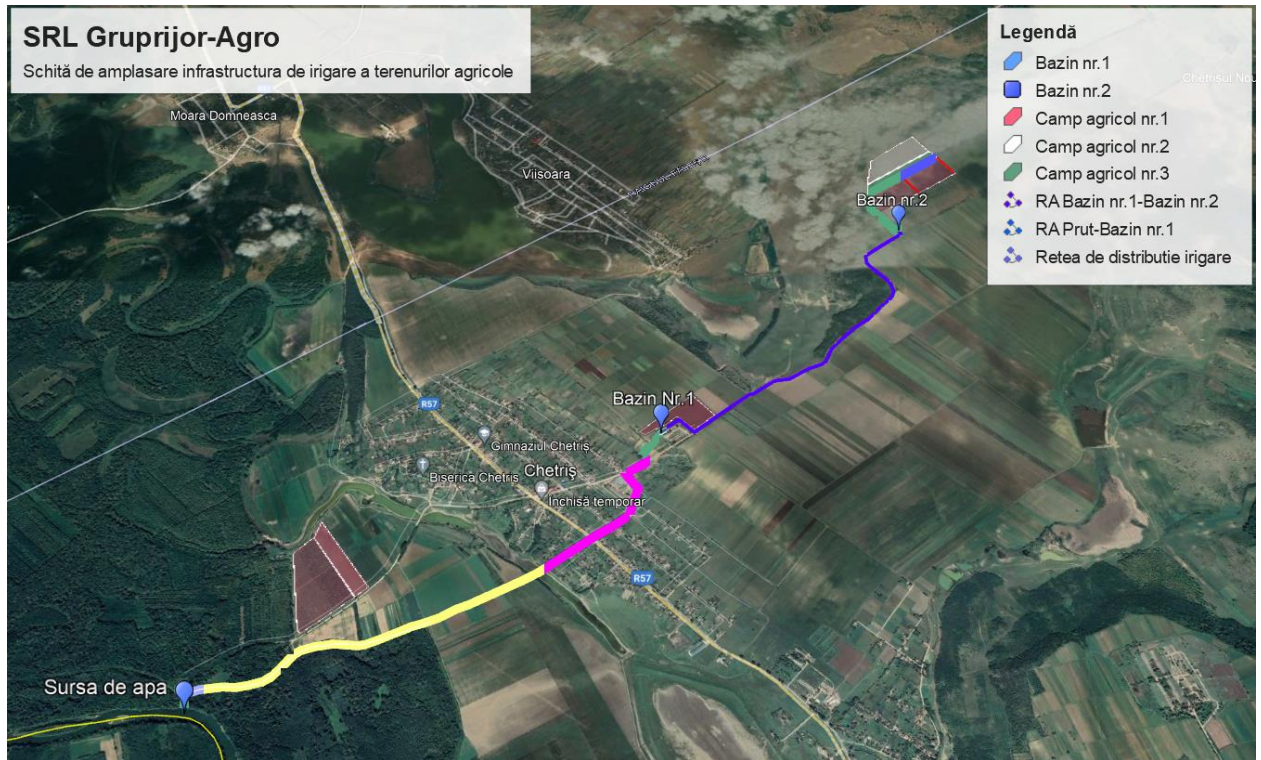 SRL Gruprijor-Agro
Schită de amplasare infrastructura de irigare a terenurilor agricole
Legendă
Bazin nr.1
Bazin nr.2
Camp agricol nr.1
Camp agricol nr.2
Camp agricol nr.3
RA Bazin nr.1-Bazin nr.2
RA Prut-Bazin nr.1
Retea de distributie irigare
Moara Domneasca
Viisoara
Bazin nr.2
R57
Bazin Nr.1
Gimnaziul Chetriș
Biserica Chetris
Chetriș
Închisă temporar
R57
Sursa de apa